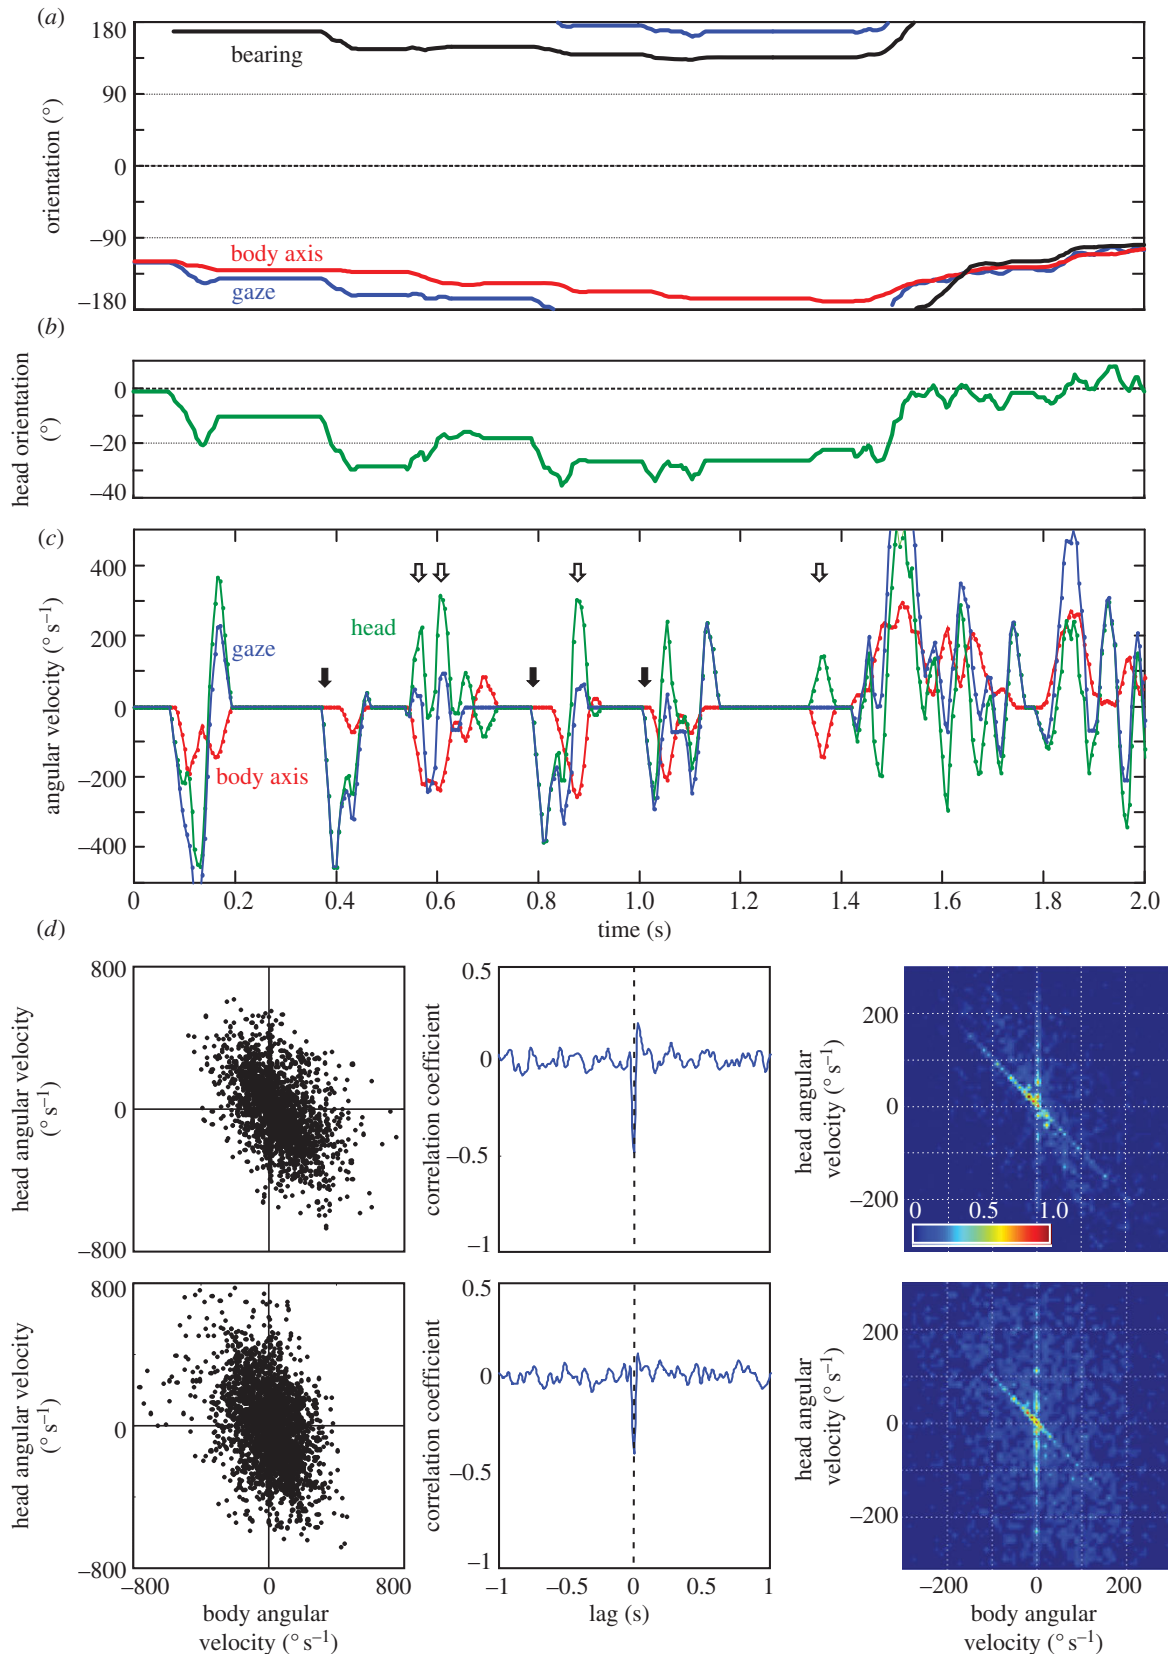 (a)
180
90
0
–90
–180
orientation (°)
bearing
body axis
gaze
(b)
0
–20
–40
head orientation
(°)
(c)
400
200
0
–200
–400
angular velocity (° s–1)
gaze
head
body axis
0 0.2 0.4 0.6 0.8 1.0 1.2 1.4 1.6 1.8 2.0
time (s)
(d)
800
0
–800
head angular velocity
(° s–1)
0.5
0
–0.5
–1
correlation coefficient
200
0
–200
head angular
velocity (° s–1)
0 0.5 1.0
800
0
–800
head angular velocity
(° s–1)
–800 0 800
body angular
velocity (° s–1)
0.5
0
–0.5
–1
correlation coefficient
–1 –0.5 0 0.5 1
lag (s)
200
0
–200
head angular
velocity (° s–1)
–200 0 200
body angular
velocity (° s–1)